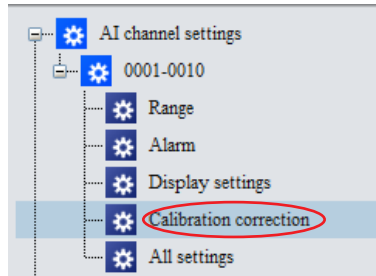 AI channel settings
0001-0010
Range
Alarm
Display settings
Calibration correction
All settings